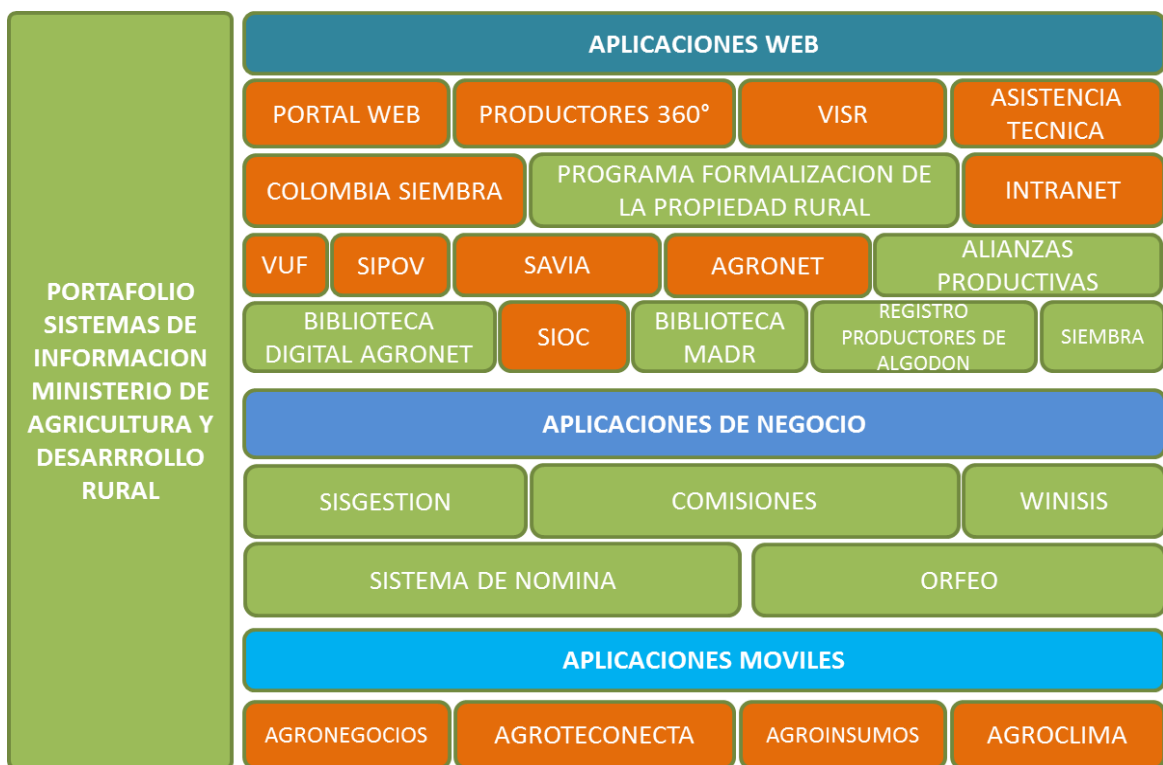 PORTAFOLIO
SISTEMAS DE
INFORMACION
MINISTERIO DE
AGRICULTURA Y
DESARRROLLO
RURAL
APLICACIONES WEB
PORTAL WEB
PRODUCTORES 360°
VISR
ASISTENCIA
TECNICA
COLOMBIA SIEMBRA
PROGRAMA FORMALIZACION DE
LA PROPIEDAD RURAL
INTRANET
VUF
SIPOV
SAVIA
AGRONET
ALIANZAS
PRODUCTIVAS
BIBLIOTECA
DIGITAL AGRONET
SIOC
BIBLIOTECA
MADR
REGISTRO
PRODUCTORES DE
ALGODON
SIEMBRA
APLICACIONES DE NEGOCIO
SISGESTION
COMISIONES
WINISIS
SISTEMA DE NOMINA
ORFEO
APLICACIONES MOVILES
AGRONEGOCIOS
AGROTECONECTA
AGROINSUMOS
AGROCLIMA